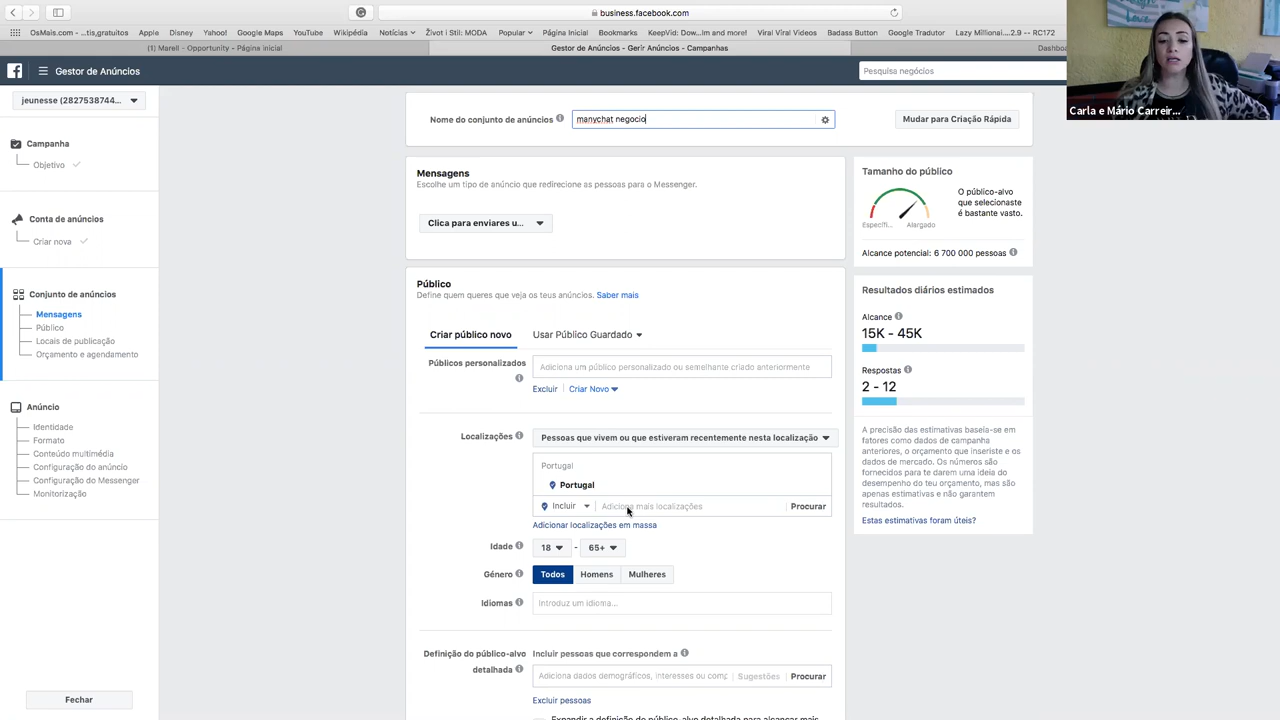 business.facebook.com
OsMais.com - ...tis,gratuitos Apple Disney Yahoo! Google Maps YouTube Wikipédia Notícias Život i Stil: MODA Popular Página Inicial Bookmarks KeepVid: Dow...lm and more! Viral Viral Videos Badass Button Google Tradutor Lazy Millionai....2.9 -- RC172
(1) Marell - Opportunity - Página inicial
Gestor de Anúncios - Gerir Anúncios - Campanhas
Gestor de Anúncios
Pesquisa negócios
Carla e Mário Carreir...
jeunesse (2827538744...
Campanha
Objetivo
Conta de anúncios
Criar nova
Conjunto de anúncios
Mensagens
Público
Locais de publicação
Orçamento e agendamento
Anúncio
Identidade
Formato
Conteúdo multimédia
Configuração do anúncio
Configuração do Messenger
Monitorização
Fechar
Nome do conjunto de anúncios
manychat negocio
Mudar para Criação Rápida
Mensagens
Escolhe um tipo de anúncio que redirecione as pessoas para o Messenger.
Clica para enviares u...
Público
Define quem queres que veja os teus anúncios. Saber mais
Criar público novo
Usar Público Guardado
Públicos personalizados
Adiciona um público personalizado ou semelhante criado anteriormente
Excluir
Criar Novo
Localizações
Pessoas que vivem ou que estiveram recentemente nesta localização
Portugal
Portugal
Incluir
Adiciona mais localizações
Procurar
Adicionar localizações em massa
Idade
18 - 65+
Género
Todos Homens Mulheres
Idiomas
Introduz um idioma...
Definição do público-alvo
detalhada
Incluir pessoas que correspondem a
Adiciona dados demográficos, interesses ou comp
Sugestões
Procurar
Excluir pessoas
Expandir a definição do público-alvo detalhada para alcançar mais
Tamanho do público
Específi...
Alargado
O público-alvo
que selecionaste
é bastante vasto.
Alcance potencial: 6 700 000 pessoas
Resultados diários estimados
Alcance
15K - 45K
Respostas
2 - 12
A precisão das estimativas baseia-se em
fatores como dados de campanha
anteriores, o orçamento que inseriste e os
dados de mercado. Os números são
fornecidos para te darem uma ideia do
desempenho do teu orçamento, mas são
apenas estimativas e não garantem
resultados.
Estas estimativas foram úteis?